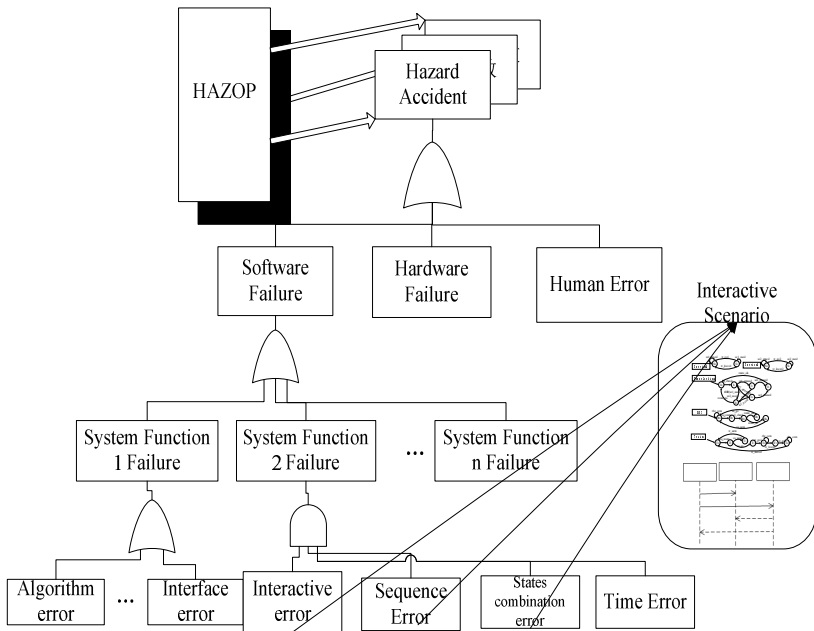 HAZOP
Hazard
Accident
Software
Failure
Hardware
Failure
Human Error
Interactive
Scenario
System Function
1 Failure
System Function
2 Failure
...
System Function
n Failure
Algorithm
error
...
Interface
error
Interactive
error
Sequence
Error
States
combination
error
Time Error